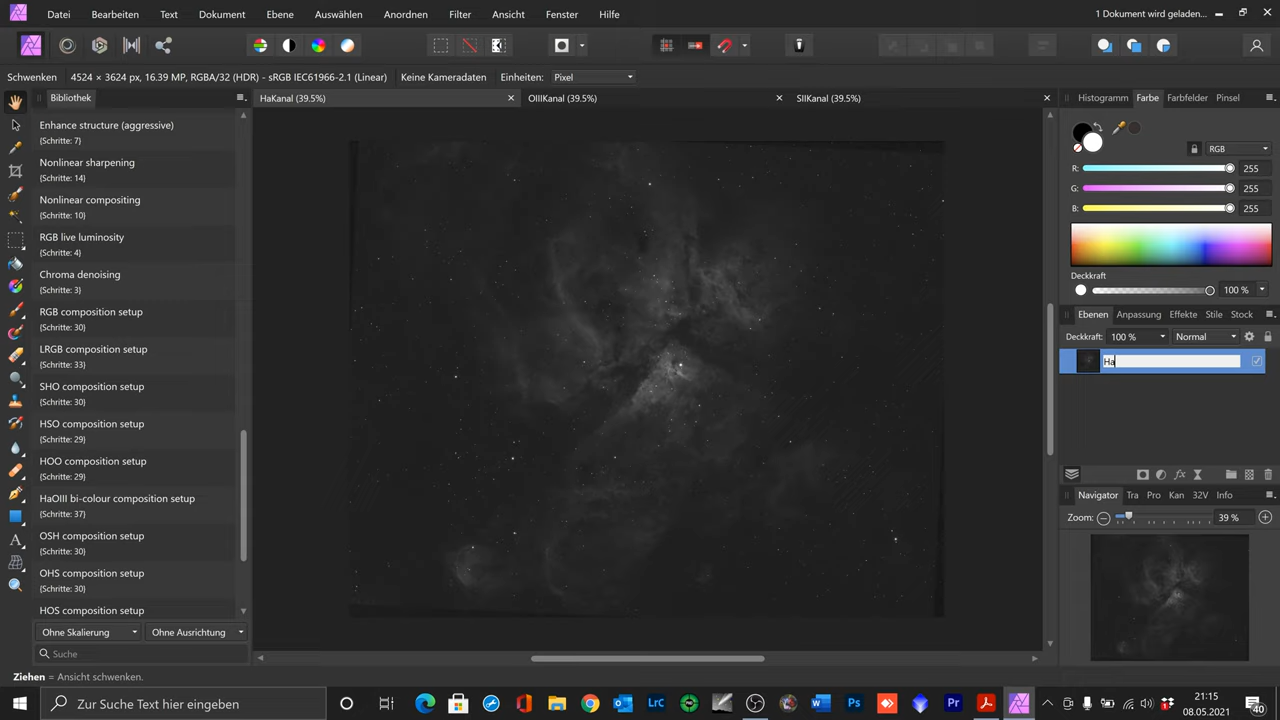 Datei Bearbeiten Text Dokument Ebene Auswählen Anordnen Filter Ansicht Fenster Hilfe 1 Dokument wird geladen...
Schwenken 4524 × 3624 px, 16.39 MP, RGBA/32 (HDR) - sRGB IEC61966-2.1 (Linear) Keine Kameradaten Einheiten: Pixel
Bibliothek HaKanal (39.5%) OIIIKanal (39.5%) SIIKanal (39.5%) Histogramm Farbe Farbfelder Pinsel
Enhance structure (aggressive)
(Schritte: 7)
Nonlinear sharpening
(Schritte: 14)
Nonlinear compositing
(Schritte: 10)
RGB live luminosity
(Schritte: 4)
Chroma denoising
(Schritte: 3)
RGB composition setup
(Schritte: 30)
LRGB composition setup
(Schritte: 33)
SHO composition setup
(Schritte: 30)
HSO composition setup
(Schritte: 29)
HOO composition setup
(Schritte: 29)
HaOIII bi-colour composition setup
(Schritte: 37)
OSH composition setup
(Schritte: 30)
OHS composition setup
(Schritte: 30)
HOS composition setup
Ohne Skalierung Ohne Ausrichtung
Suche
RGB
R: 255
G: 255
B: 255
Deckkraft
100 %
Ebenen Anpassung Effekte Stile Stock
Deckkraft: 100 % Normal
Ha
Navigator Tra Pro Kan 32V Info
Zoom: 39 %
Ziehen = Ansicht schwenken.
Zur Suche Text hier eingeben
LrC
Ps
Pr
21:15
08.05.2021
40